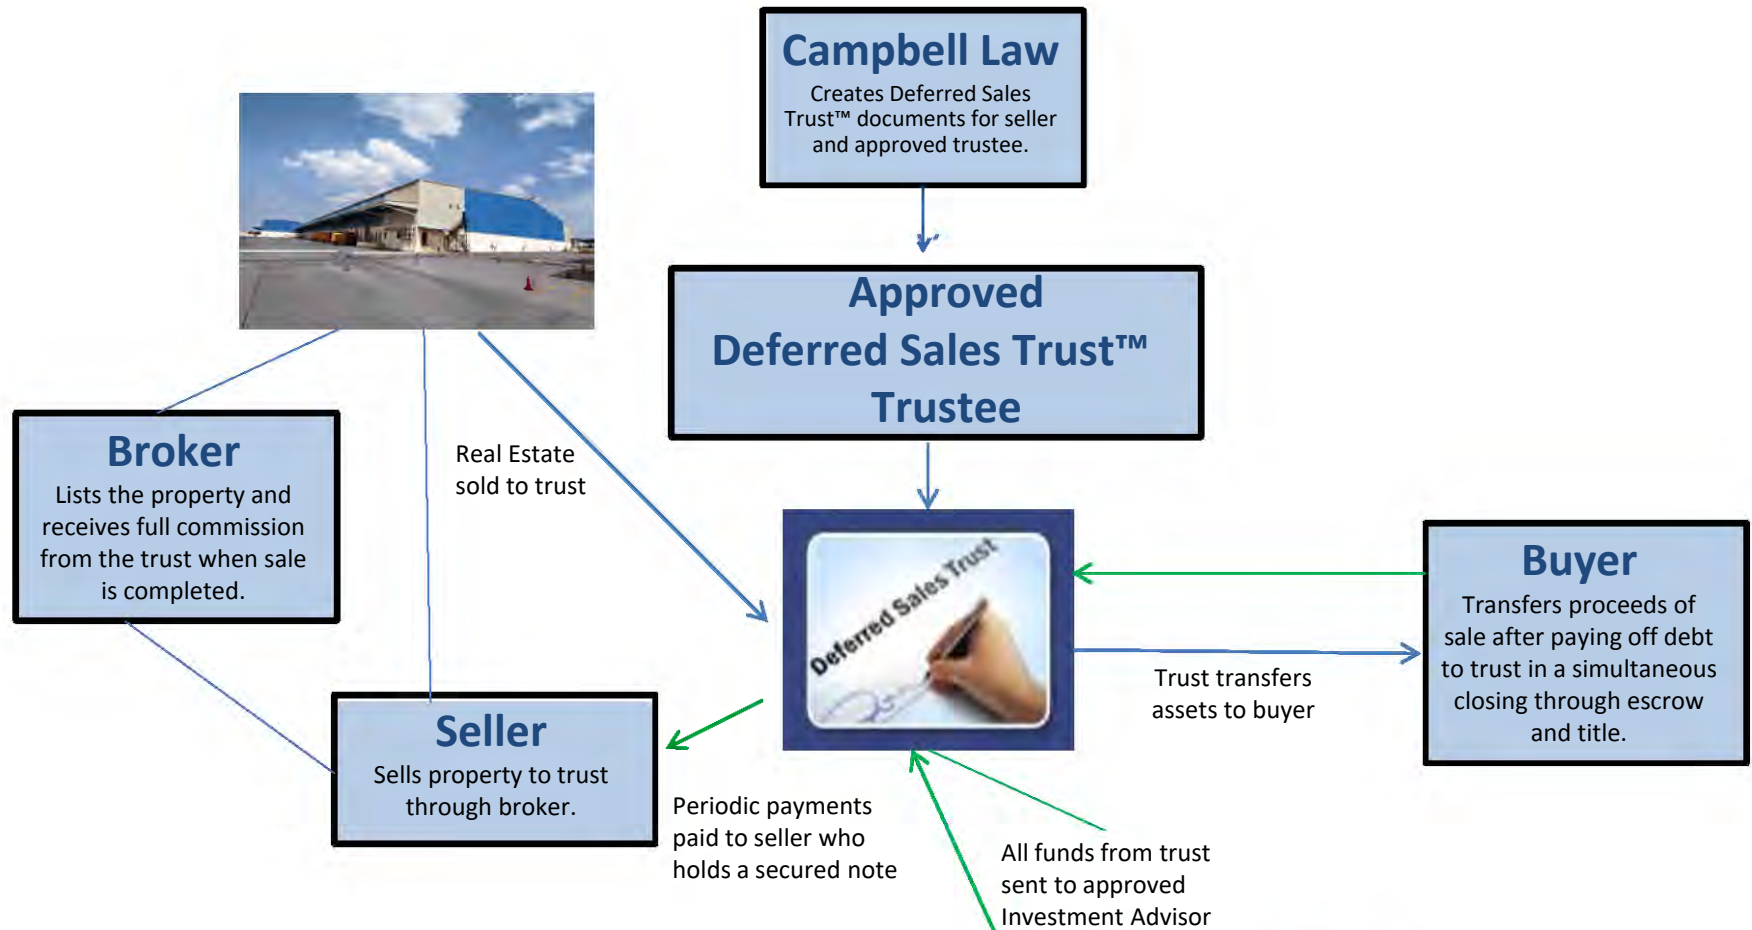 Campbell Law
Creates Deferred Sales
Trust™ documents for seller
and approved trustee.
Approved
Deferred Sales Trust™
Trustee
Broker
Lists the property and
receives full commission
from the trust when sale
is completed.
Real Estate
sold to trust
Deferred Sales Trust
Buyer
Transfers proceeds of
sale after paying off debt
to trust in a simultaneous
closing through escrow
and title.
Trust transfers
assets to buyer
Seller
Sells property to trust
through broker.
Periodic payments
paid to seller who
holds a secured note
All funds from trust
sent to approved
Investment Advisor